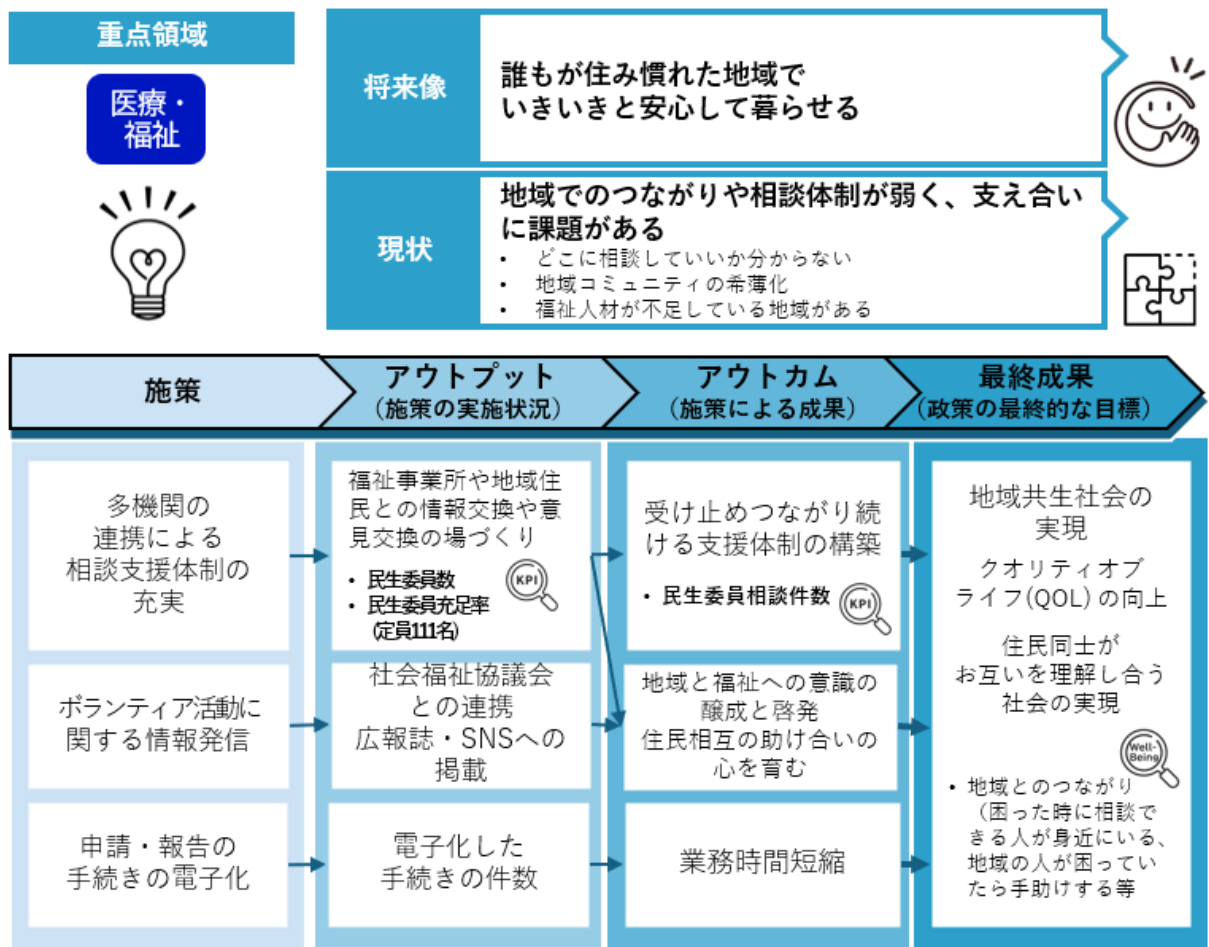 重点領域
医療・
福祉
将来像
誰もが住み慣れた地域で
いきいきと安心して暮らせる
現状
地域でのつながりや相談体制が弱く、支え合い
に課題がある
• どこに相談していいか分からない
• 地域コミュニティの希薄化
• 福祉人材が不足している地域がある
施策
アウトプット
(施策の実施状況)
アウトカム
(施策による成果)
最終成果
(政策の最終的な目標)
多機関の
連携による
相談支援体制の
充実
福祉事業所や地域住
民との情報交換や意
見交換の場づくり
• 民生委員数
• 民生委員充足率
(定員111名)
KPI
受け止めつながり続
ける支援体制の構築
• 民生委員相談件数
KPI
ボランティア活動に
関する情報発信
社会福祉協議会
との連携
広報誌・SNSへの
掲載
地域と福祉への意識の
醸成と啓発
住民相互の助け合いの
心を育む
申請・報告の
手続きの電子化
電子化した
手続きの件数
業務時間短縮
地域共生社会の
実現
クオリティオブ
ライフ(QOL)の向上
住民同士が
お互いを理解し合う
社会の実現
Well-
Being
• 地域とのつながり
(困った時に相談で
きる人が身近にいる、
地域の人が困ってい
たら手助けする等